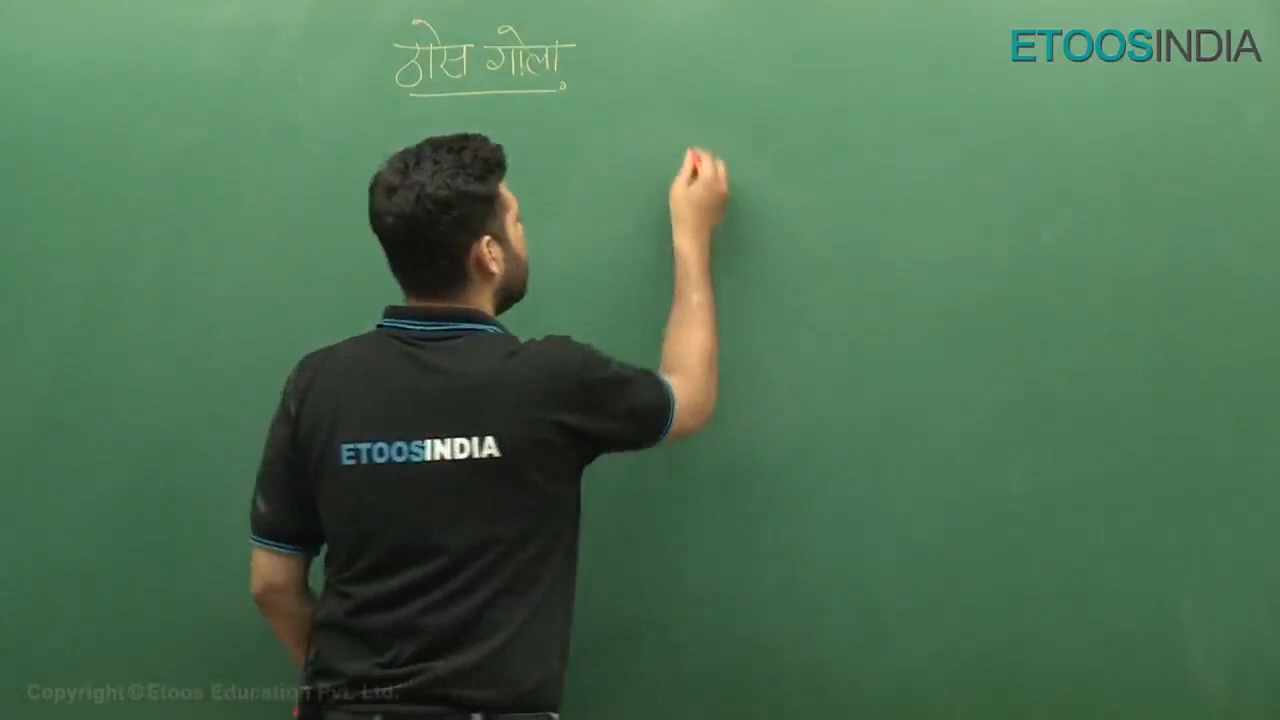 ठोस गोला
ETOOSINDIA
ETOOSINDIA
Copyright © Etoos Education Pvt. Ltd.